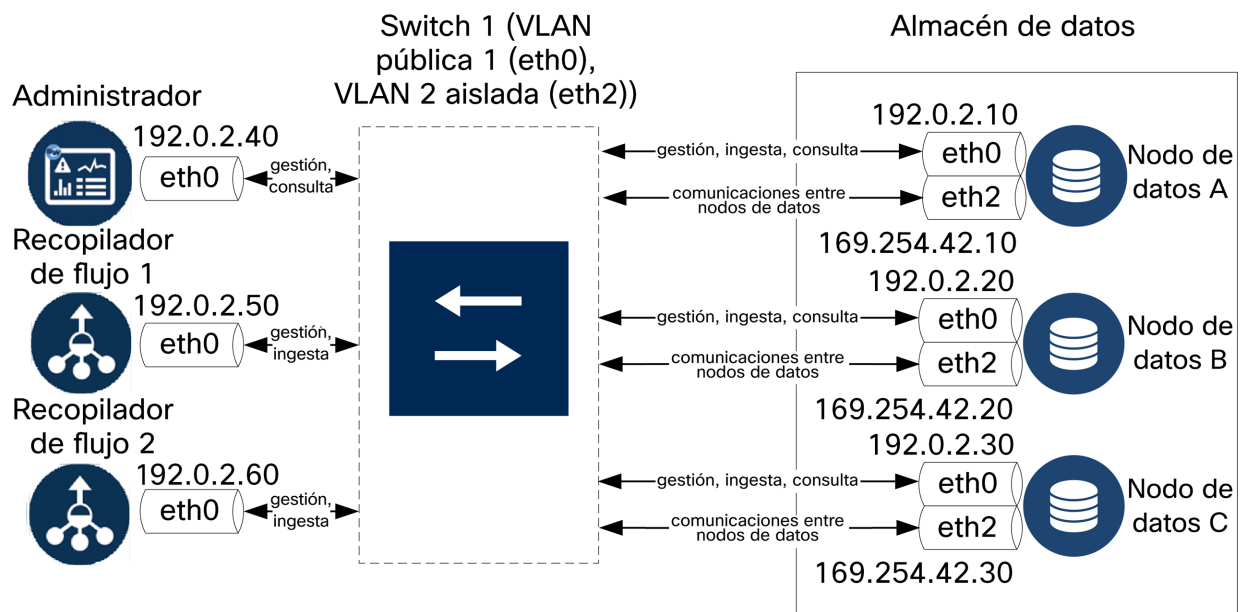 Switch 1 (VLAN
pública 1 (eth0),
VLAN 2 aislada (eth2))
Almacén de datos
Administrador
192.0.2.40
eth0
gestión,
consulta
Recopilador
de flujo 1
192.0.2.50
eth0
gestión,
ingesta
Recopilador
de flujo 2
192.0.2.60
eth0
gestión,
ingesta
192.0.2.10
gestión, ingesta, consulta
eth0
comunicaciones entre
nodos de datos
eth2
169.254.42.10
Nodo de
datos A
192.0.2.20
gestión, ingesta, consulta
eth0
comunicaciones entre
nodos de datos
eth2
169.254.42.20
Nodo de
datos B
192.0.2.30
gestión, ingesta, consulta
eth0
comunicaciones entre
nodos de datos
eth2
169.254.42.30
Nodo de
datos C